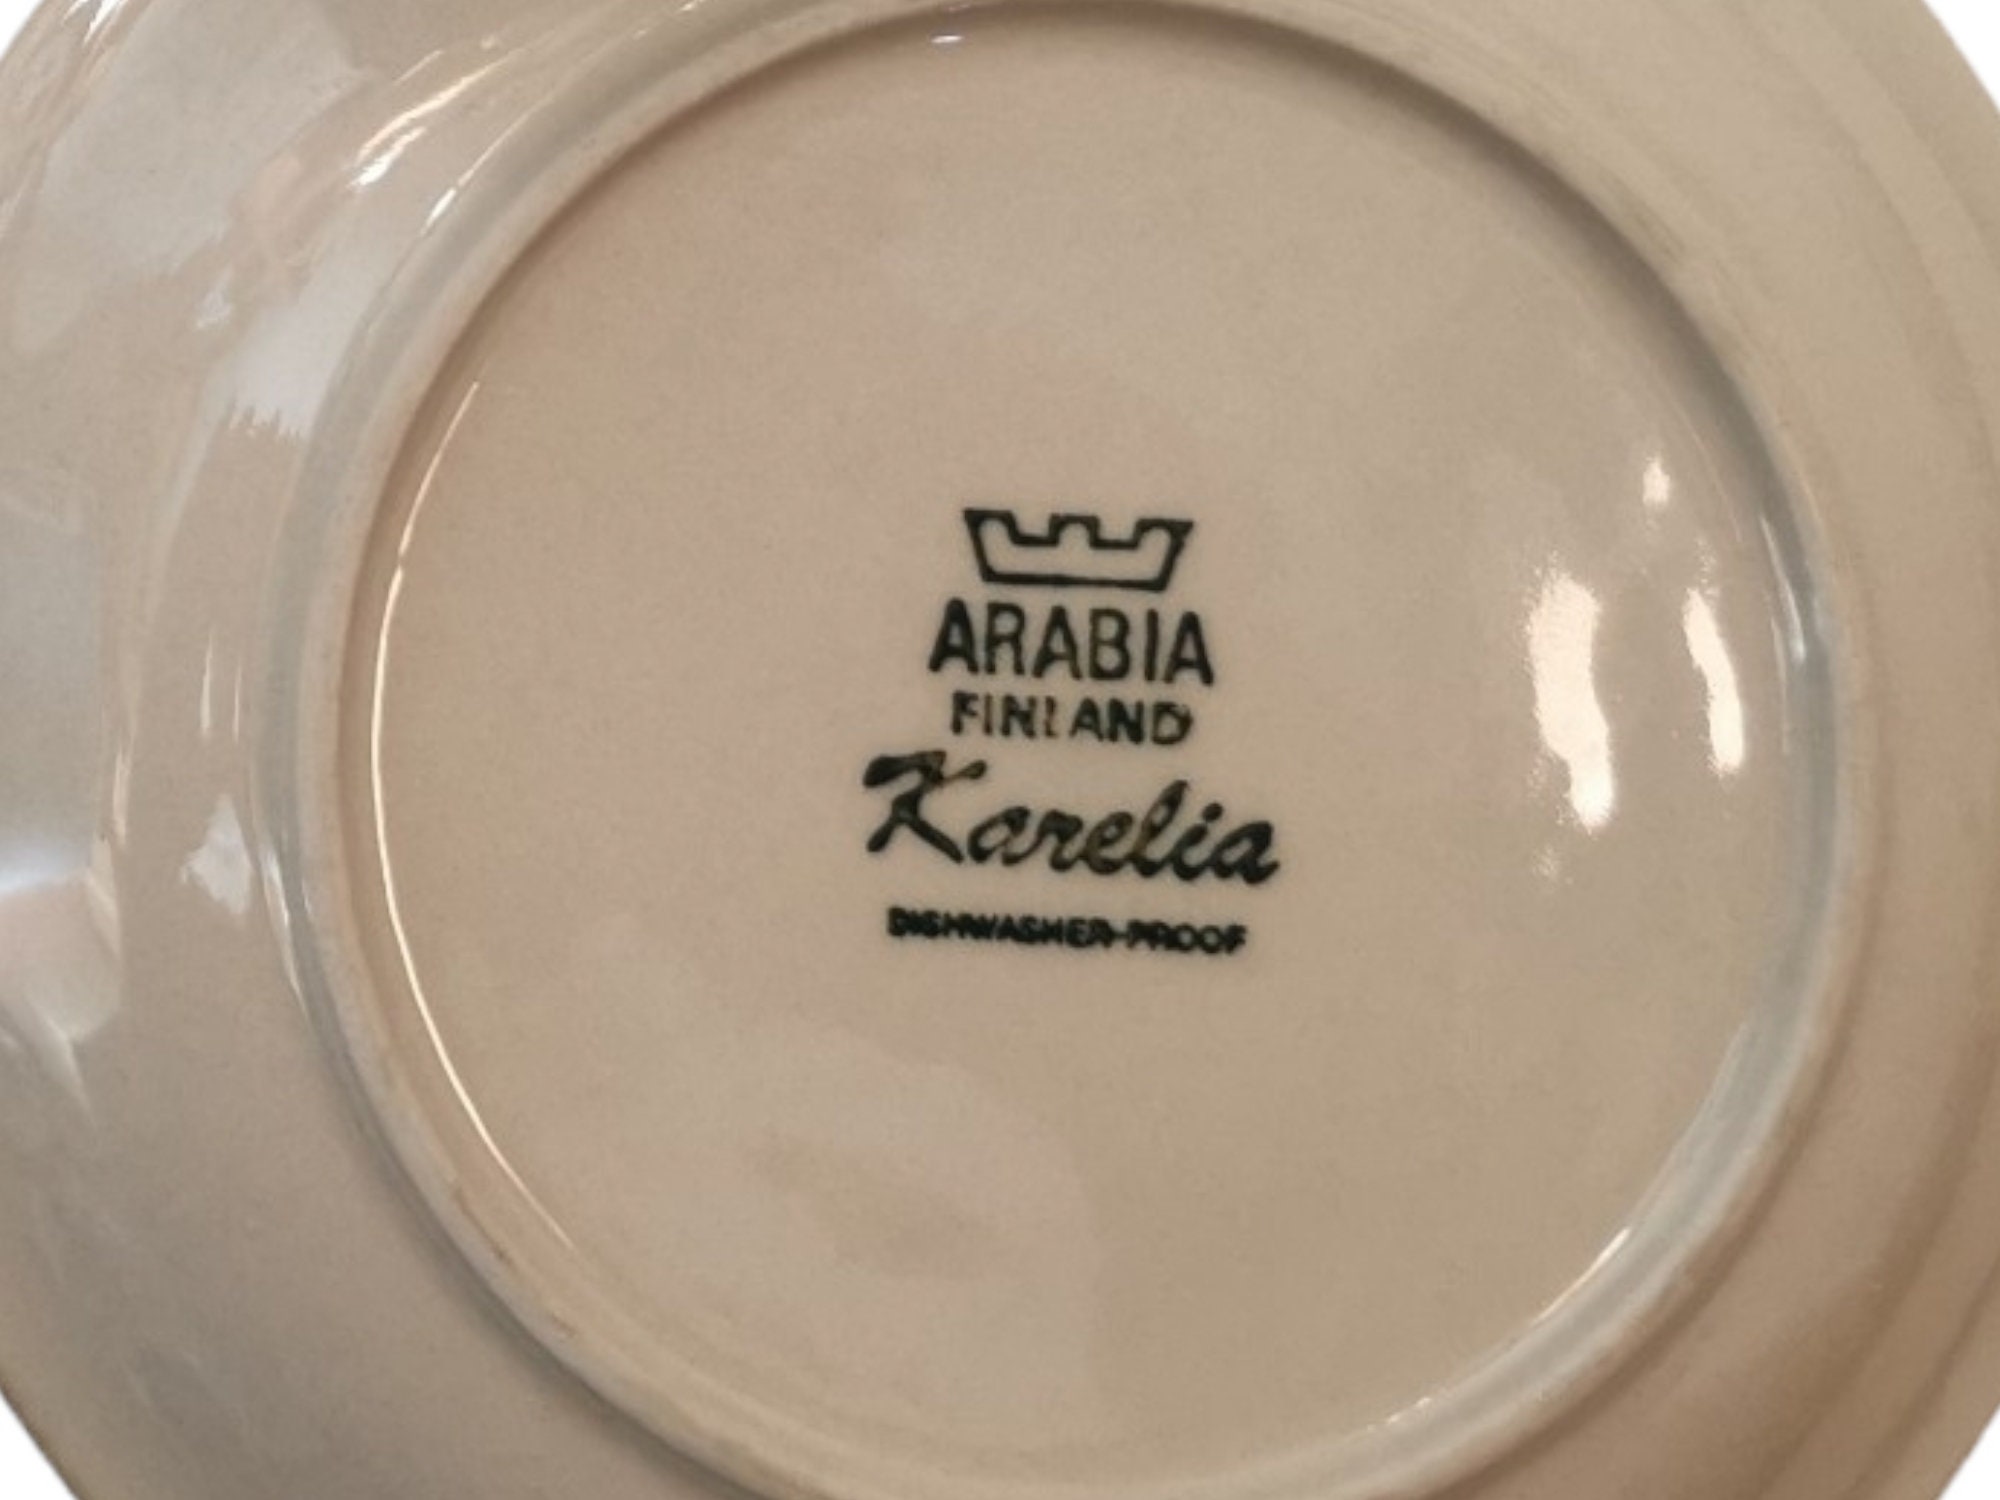 ARABIA
FINLAND
Karelia
DISHWASHER-PROOF